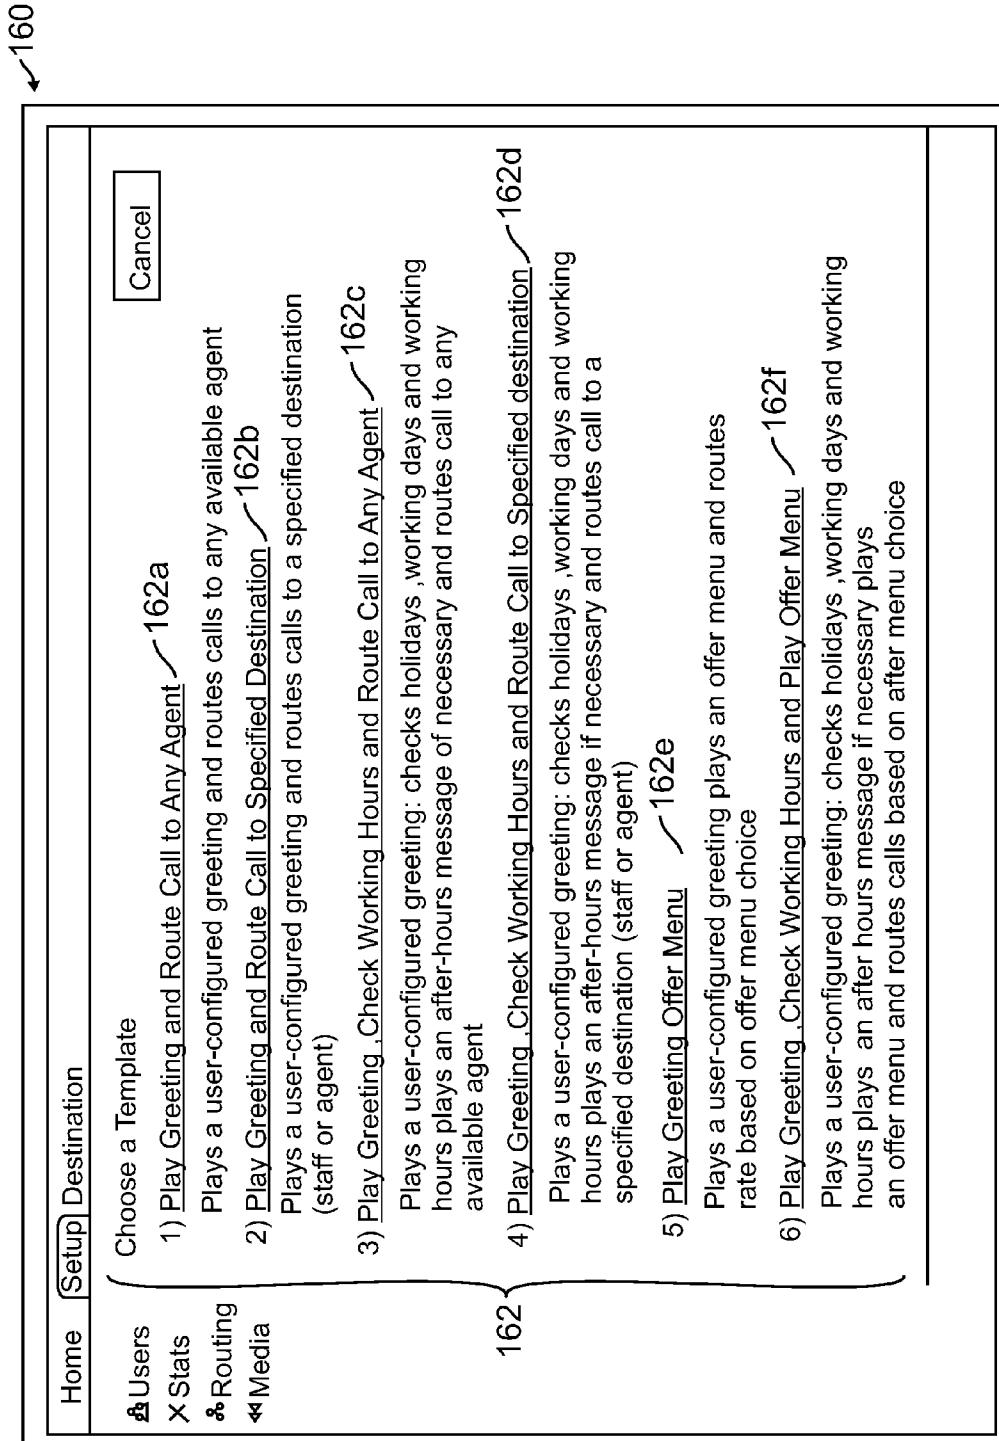 160
Home Setup Destination
Users
Stats
Routing
Media
162
Choose a Template
Cancel
1) Play Greeting and Route Call to Any Agent 162a
Plays a user-configured greeting and routes calls to any available agent
2) Play Greeting and Route Call to Specified Destination 162b
Plays a user-configured greeting and routes calls to a specified destination
(staff or agent)
3) Play Greeting ,Check Working Hours and Route Call to Any Agent 162c
Plays a user-configured greeting: checks holidays ,working days and working
hours plays an after-hours message of necessary and routes call to any
available agent
4) Play Greeting ,Check Working Hours and Route Call to Specified destination 162d
Plays a user-configured greeting: checks holidays ,working days and working
hours plays an after-hours message if necessary and routes call to a
specified destination (staff or agent)
5) Play Greeting Offer Menu 162e
Plays a user-configured greeting plays an offer menu and routes
rate based on offer menu choice
6) Play Greeting ,Check Working Hours and Play Offer Menu 162f
Plays a user-configured greeting: checks holidays ,working days and working
hours plays an after hours message if necessary plays
an offer menu and routes calls based on after menu choice